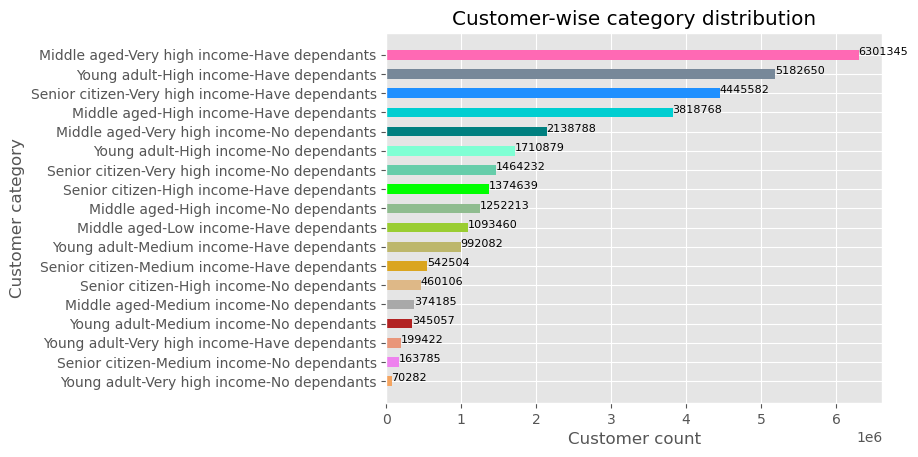 Customer-wise category distribution
Customer category
Middle aged-Very high income-Have dependants 6301345
Young adult-High income-Have dependants 5182650
Senior citizen-Very high income-Have dependants 4445582
Middle aged-High income-Have dependants 3818768
Middle aged-Very high income-No dependants 2138788
Young adult-High income-No dependants 1710879
Senior citizen-Very high income-No dependants 1464232
Senior citizen-High income-Have dependants 1374639
Middle aged-High income-No dependants 1252213
Middle aged-Low income-Have dependants 1093460
Young adult-Medium income-Have dependants 992082
Senior citizen-Medium income-Have dependants 542504
Senior citizen-High income-No dependants 460106
Middle aged-Medium income-No dependants 374185
Young adult-Medium income-No dependants 345057
Young adult-Very high income-Have dependants 199422
Senior citizen-Medium income-No dependants 163785
Young adult-Very high income-No dependants 70282
0 1 2 3 4 5 6
Customer count 1e6